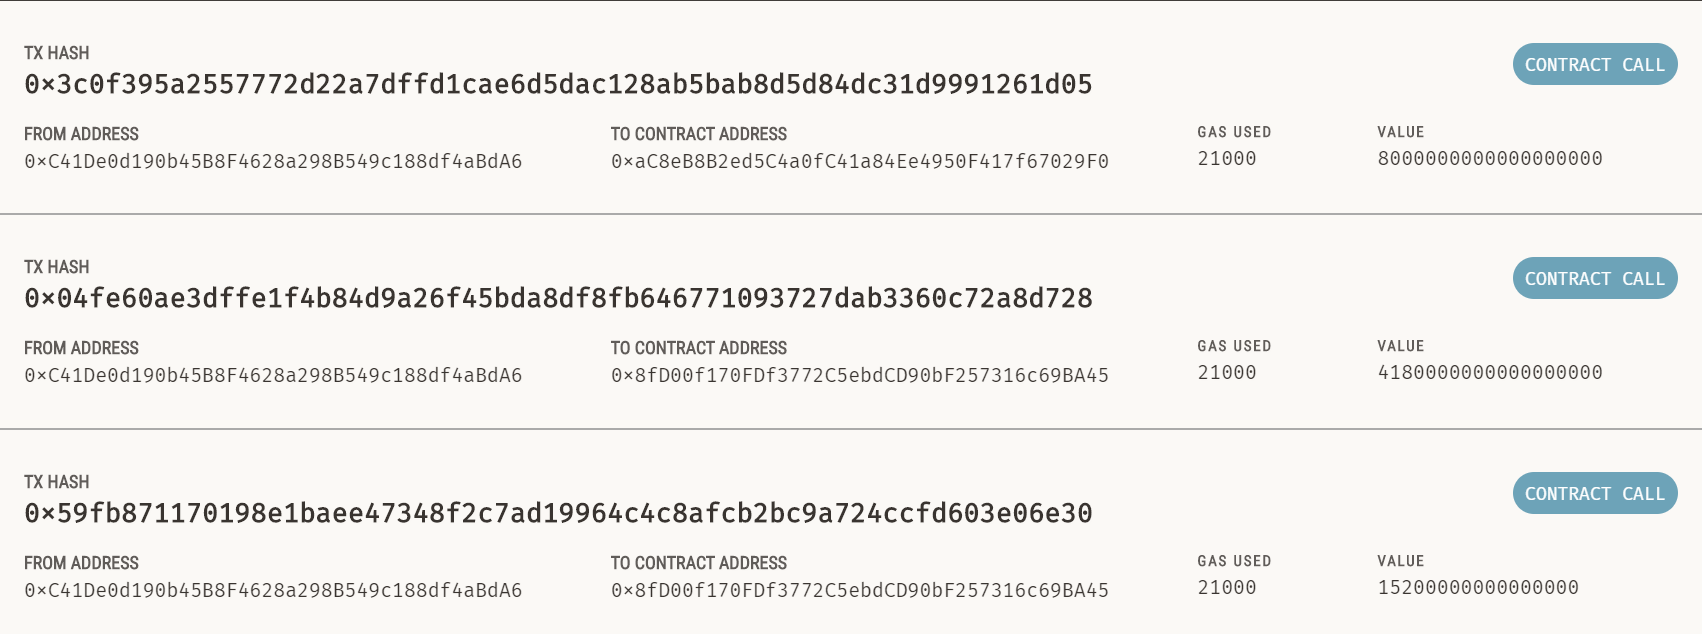 TX HASH
0x3c0f395a2557772d22a7dffd1cae6d5dac128ab5bab8d5d84dc31d9991261d05
CONTRACT CALL
FROM ADDRESS
0xC41De0d190b45B8F4628a298B549c188df4aBdA6
TO CONTRACT ADDRESS
0xaC8eB8B2ed5C4a0fC41a84Ee4950F417f67029F0
GAS USED
21000
VALUE
8000000000000000000
TX HASH
0x04fe60ae3dffe1f4b84d9a26f45bda8df8fb646771093727dab3360c72a8d728
CONTRACT CALL
FROM ADDRESS
0xC41De0d190b45B8F4628a298B549c188df4aBdA6
TO CONTRACT ADDRESS
0x8fD00f170FDf3772C5ebdCD90bF257316c69BA45
GAS USED
21000
VALUE
4180000000000000000
TX HASH
0x59fb871170198e1baee47348f2c7ad19964c4c8afcb2bc9a724ccfd603e06e30
CONTRACT CALL
FROM ADDRESS
0xC41De0d190b45B8F4628a298B549c188df4aBdA6
TO CONTRACT ADDRESS
0x8fD00f170FDf3772C5ebdCD90bF257316c69BA45
GAS USED
21000
VALUE
15200000000000000